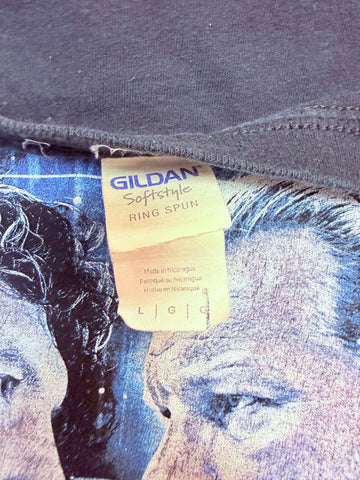 GILDAN
Softstyle
RING SPUN
Made in Nicaragua
Fabriqué au Nicaragua
Hecho en Nicaragua
L | G | G